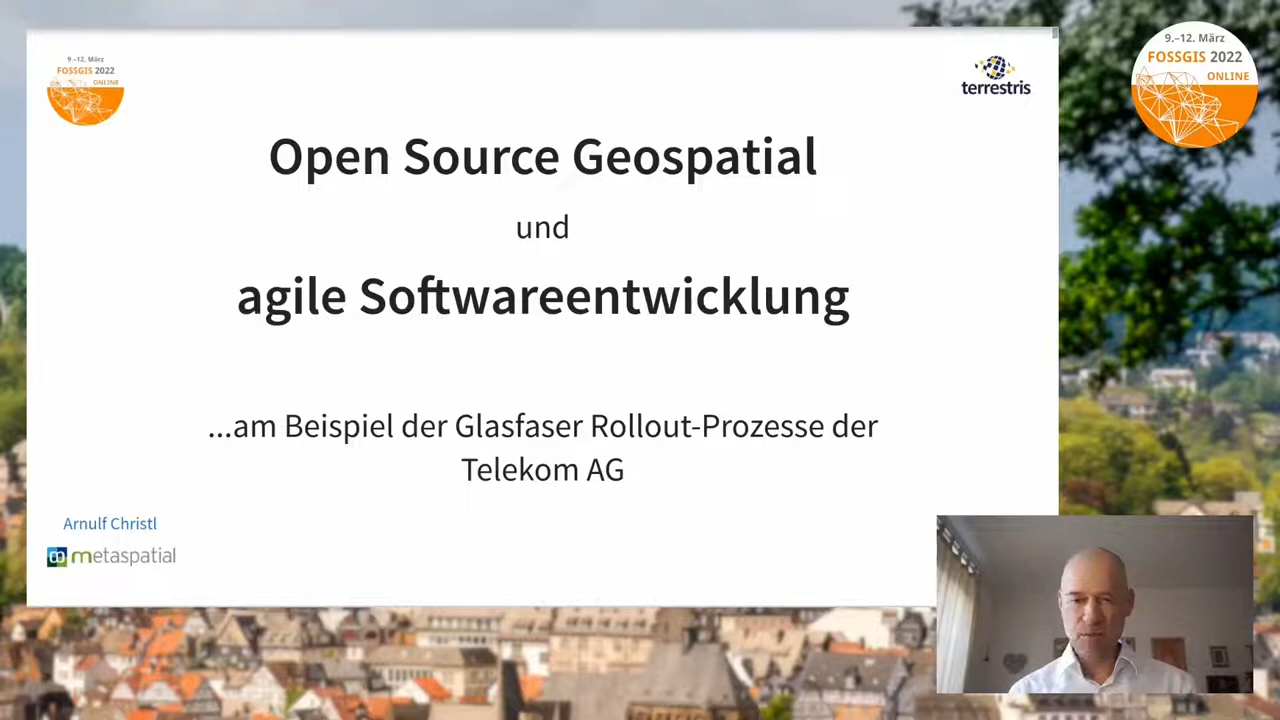 9.–12. März
FOSSGIS 2022
ONLINE
terrestris
9.–12. März
FOSSGIS 2022
ONLINE
Open Source Geospatial
und
agile Softwareentwicklung
...am Beispiel der Glasfaser Rollout-Prozesse der
Telekom AG
Arnulf Christl
metaspatial